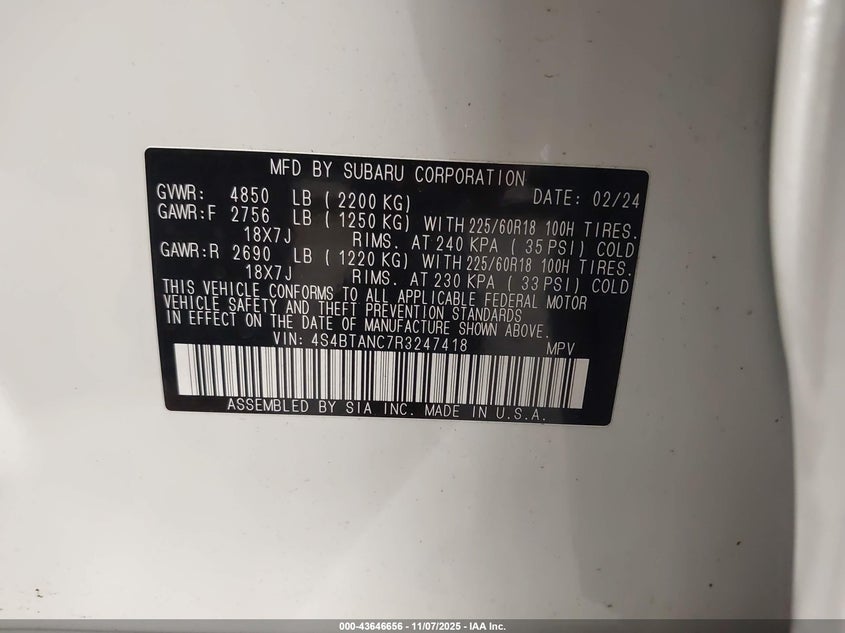 MFD BY SUBARU CORPORATION
GVWR: 4850 LB ( 2200 KG) DATE: 02/24
GAWR:F 2756 LB ( 1250 KG) WITH 225/60R18 100H TIRES.
18X7J RIMS. AT 240 KPA ( 35 PSI) COLD
GAWR:R 2690 LB ( 1220 KG) WITH 225/60R18 100H TIRES.
18X7J RIMS. AT 230 KPA ( 33 PSI) COLD
THIS VEHICLE CONFORMS TO ALL APPLICABLE FEDERAL MOTOR
VEHICLE SAFETY AND THEFT PREVENTION STANDARDS
IN EFFECT ON THE DATE OF MANUFACTURE SHOWN ABOVE.
VIN: 4S4BTANC7R3247418 MPV
ASSEMBLED BY SIA INC. MADE IN U.S.A.
000-43646656 - 11/07/2025 - IAA Inc.